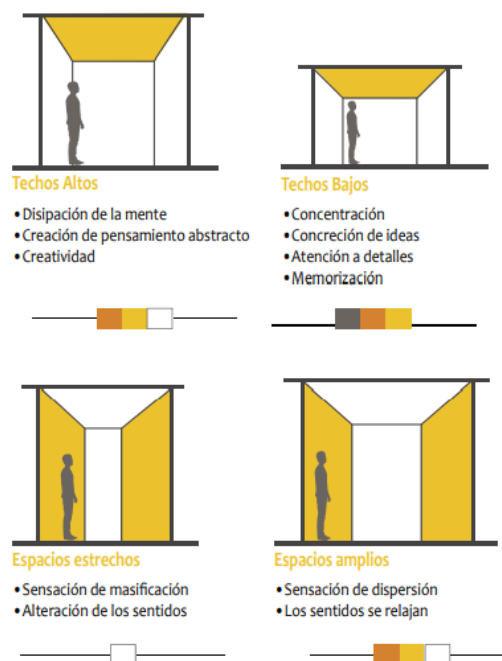 Techos Altos
•Disipación de la mente
•Creación de pensamiento abstracto
•Creatividad
Techos Bajos
•Concentración
•Concreción de ideas
•Atención a detalles
•Memorización
Espacios estrechos
•Sensación de masificación
•Alteración de los sentidos
Espacios amplios
•Sensación de dispersión
•Los sentidos se relajan